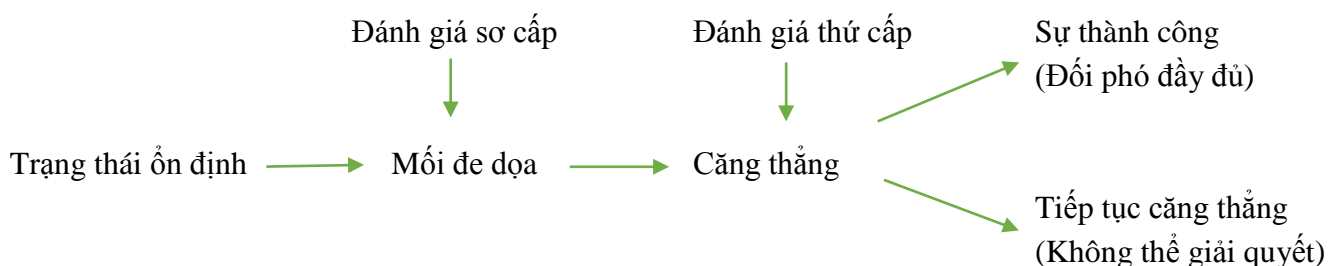 Đánh giá sơ cấp
Đánh giá thứ cấp
Sự thành công
(Đối phó đầy đủ)
Trạng thái ổn định
Mối đe dọa
Căng thẳng
Tiếp tục căng thẳng
(Không thể giải quyết)